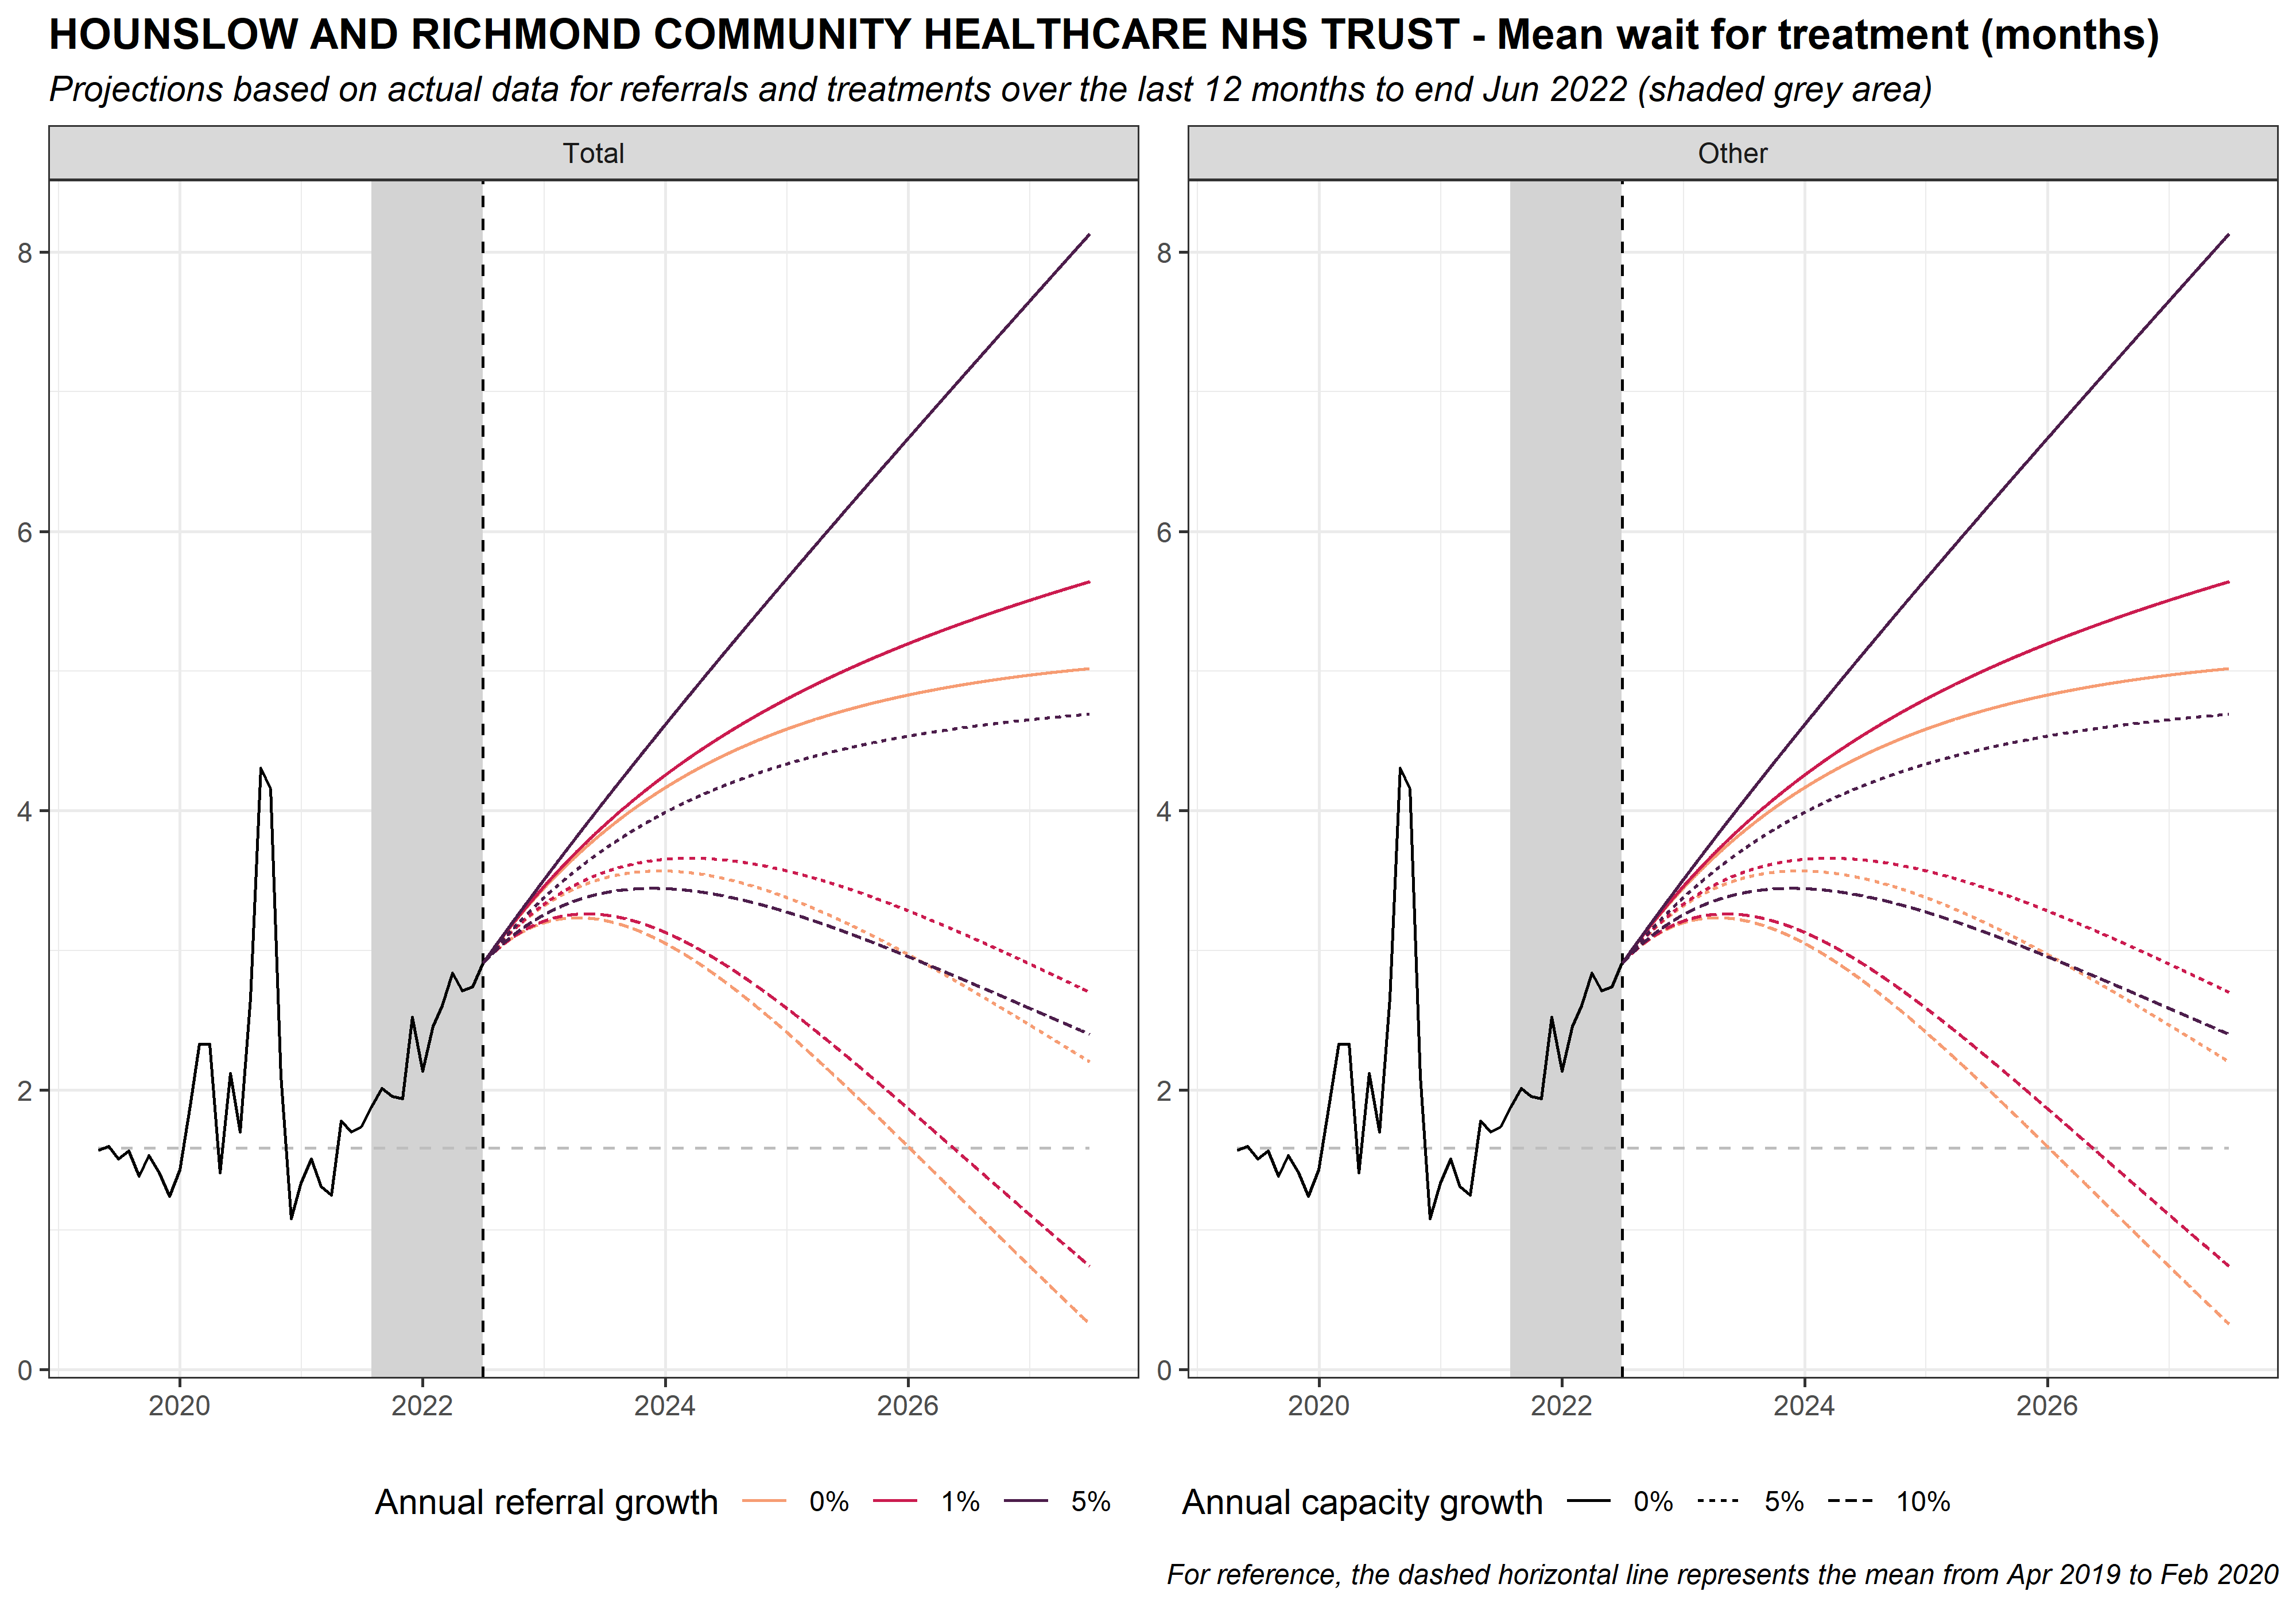 HOUNSLOW AND RICHMOND COMMUNITY HEALTHCARE NHS TRUST - Mean wait for treatment (months)
Projections based on actual data for referrals and treatments over the last 12 months to end Jun 2022 (shaded grey area)
Total
8
6
4
2
0
2020
2022
2024
2026
Other
8
6
4
2
0
2020
2022
2024
2026
Annual referral growth 0% 1% 5%
Annual capacity growth 0% 5% 10%
For reference, the dashed horizontal line represents the mean from Apr 2019 to Feb 2020